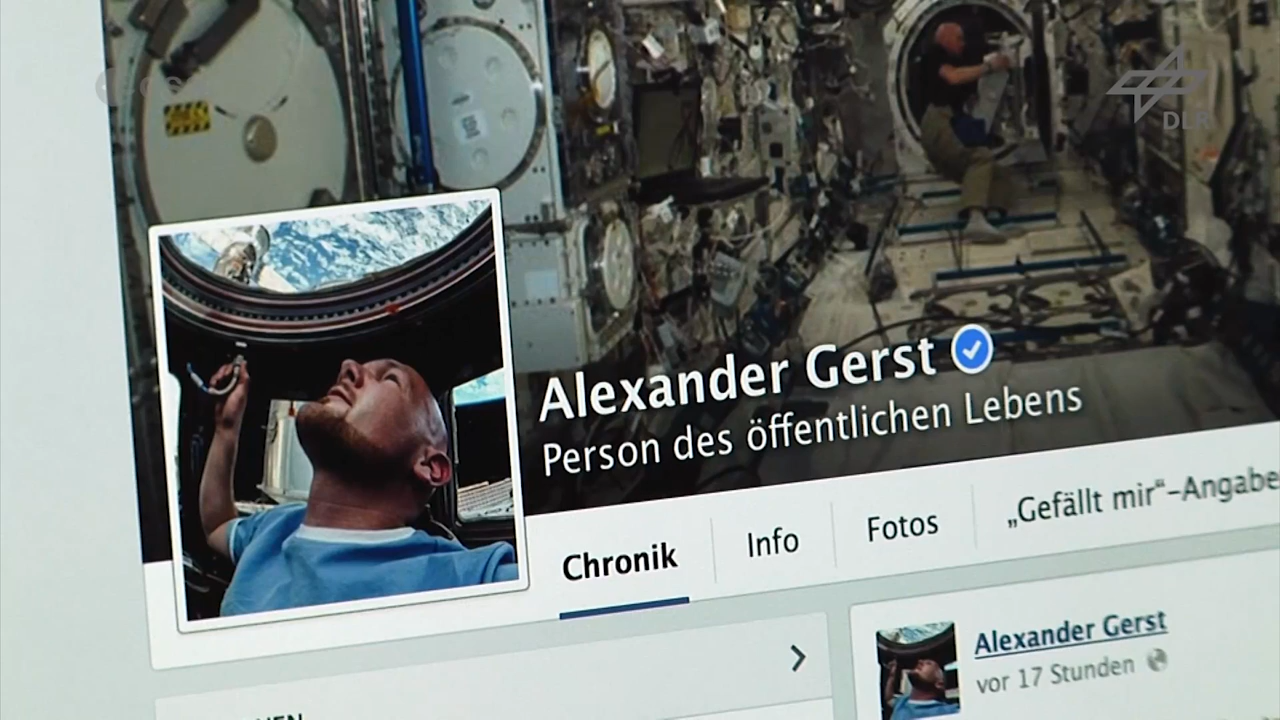 DLR
Alexander Gerst
Person des öffentlichen Lebens
Chronik
Info
Fotos
„Gefällt mir“-Angabe
Alexander Gerst
vor 17 Stunden